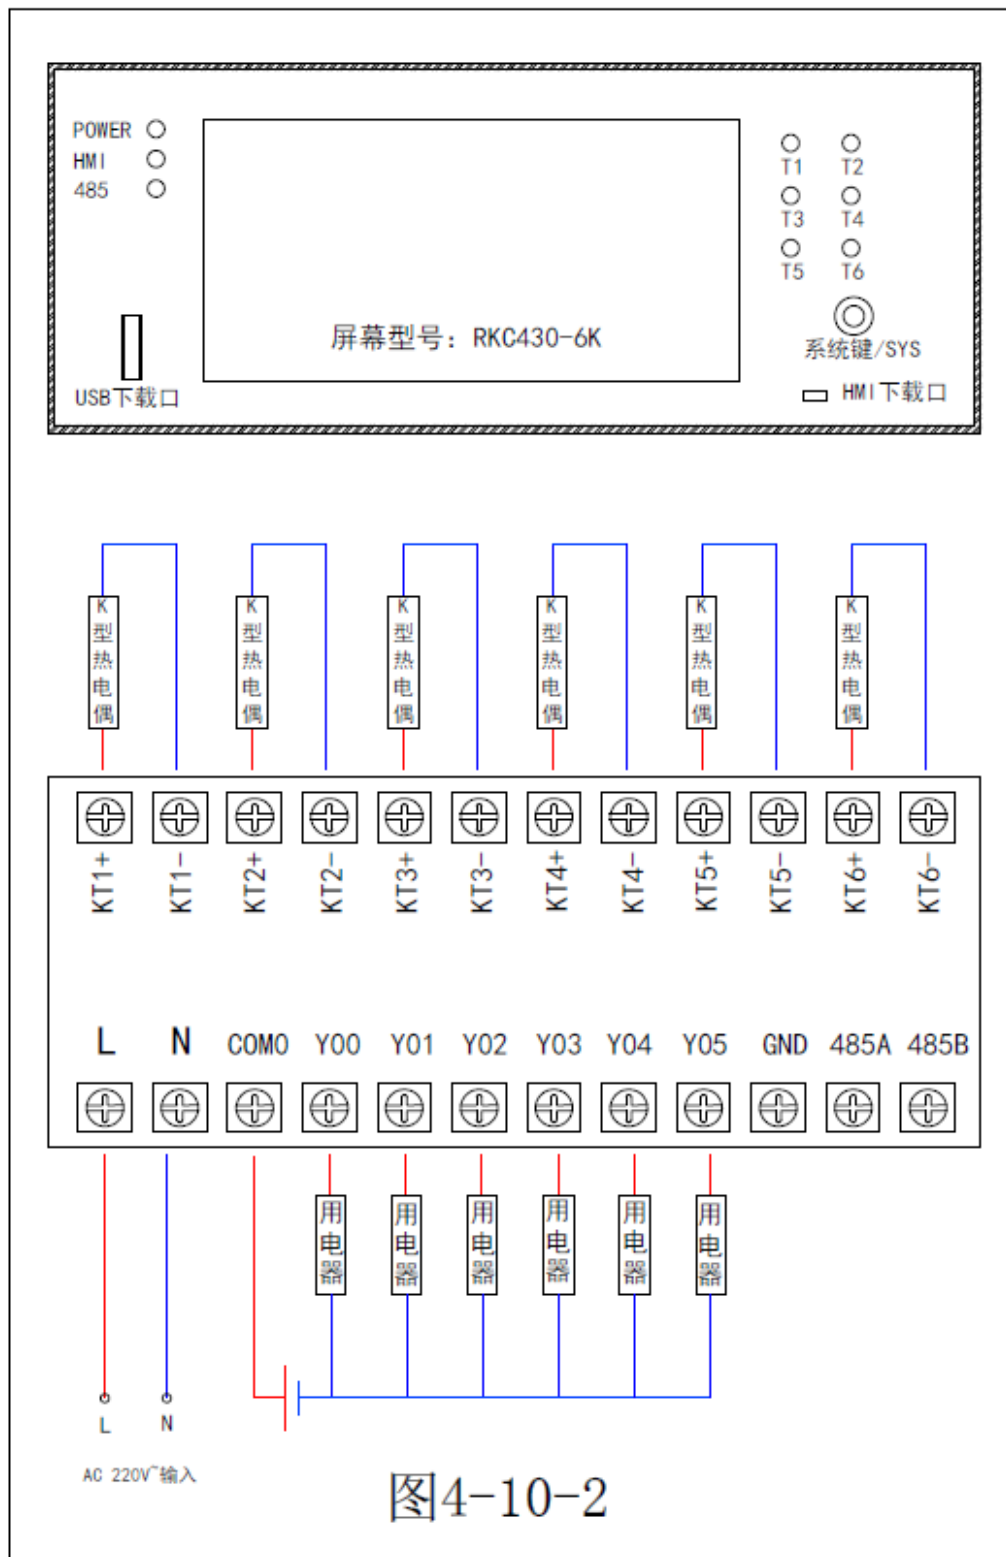 POWER
HMI
485
T1 T2
T3 T4
T5 T6
屏幕型号：RKC430-6K
系统键/SYS
USB下载口
HMI下载口
K型热电偶 K型热电偶 K型热电偶 K型热电偶 K型热电偶 K型热电偶
KT1+ KT1- KT2+ KT2- KT3+ KT3- KT4+ KT4- KT5+ KT5- KT6+ KT6-
L N COM0 Y00 Y01 Y02 Y03 Y04 Y05 GND 485A 485B
用电器 用电器 用电器 用电器 用电器 用电器
L N
AC 220V~输入
图4-10-2